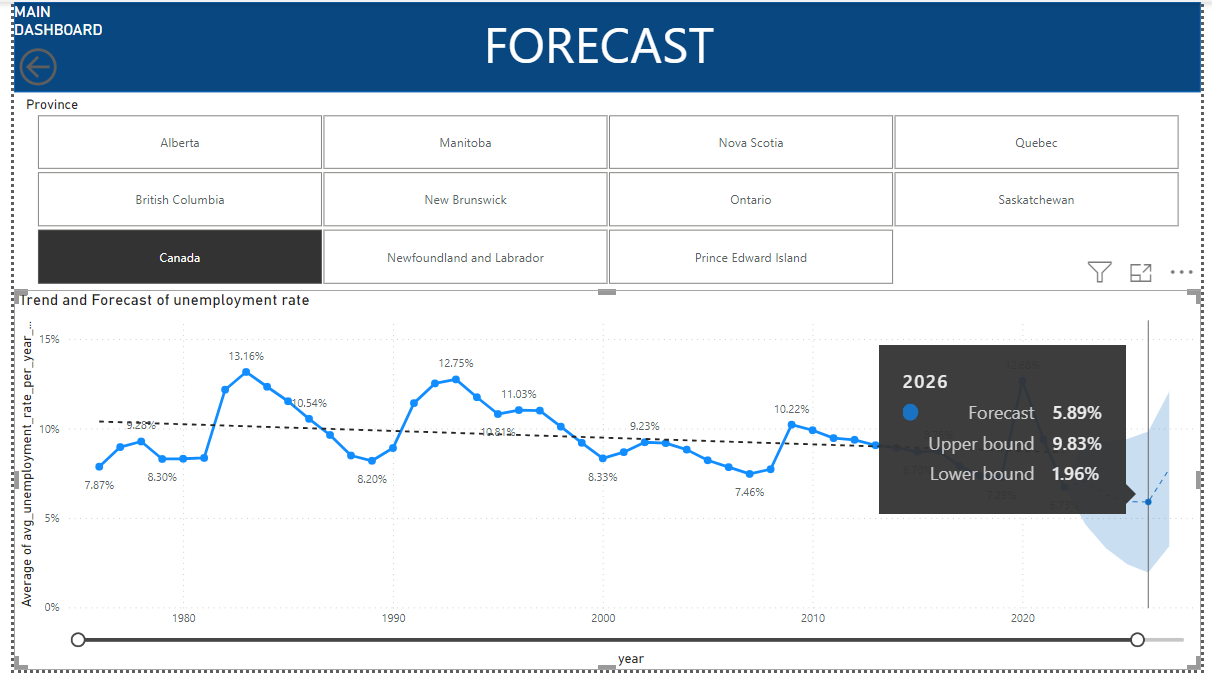 MAIN
DASHBOARD
FORECAST
Province
Alberta
Manitoba
Nova Scotia
Quebec
British Columbia
New Brunswick
Ontario
Saskatchewan
Canada
Newfoundland and Labrador
Prince Edward Island
Trend and Forecast of unemployment rate
Average of avg_unemployment_rate_per_year_...
15%
10%
5%
0%
7.87%
9.28%
8.30%
13.16%
10.54%
8.20%
12.75%
10.81%
11.03%
8.33%
9.23%
7.46%
10.22%
2026
Forecast 5.89%
Upper bound 9.83%
Lower bound 1.96%
1980
1990
2000
2010
2020
year